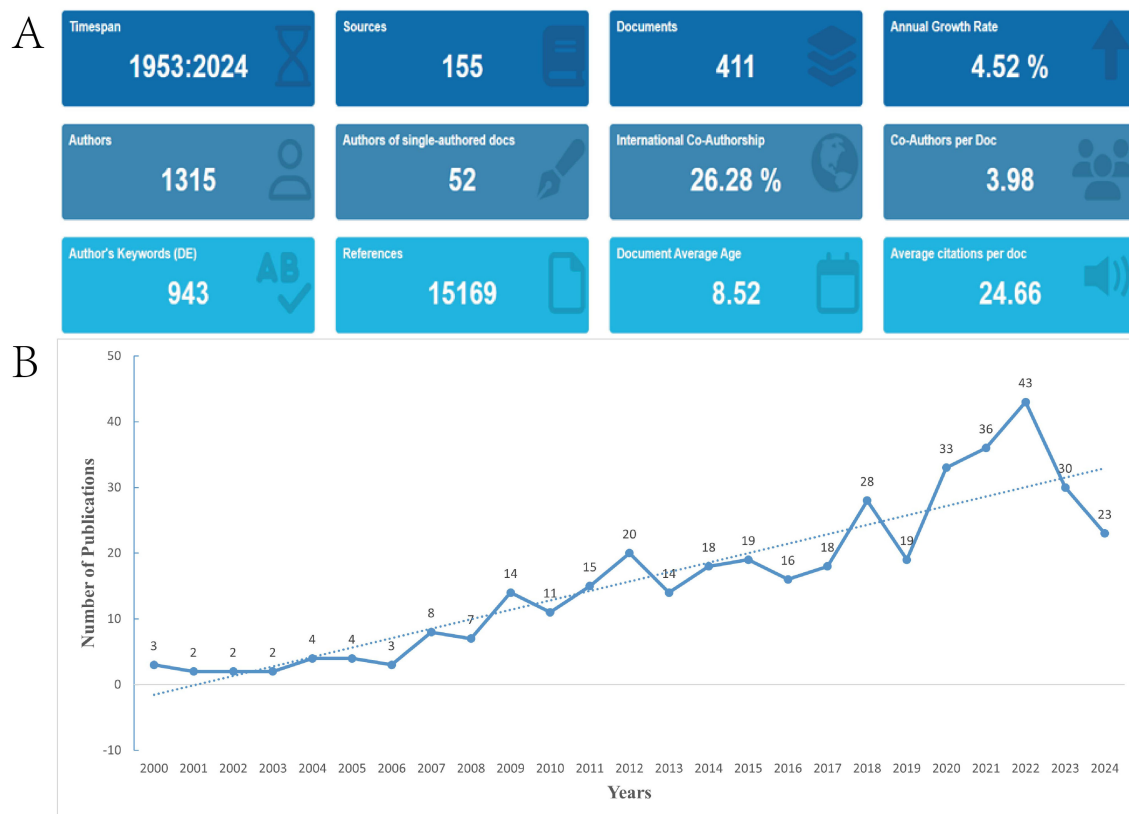 A
Timespan
1953:2024
Sources
155
Documents
411
Annual Growth Rate
4.52 %
Authors
1315
Authors of single-authored docs
52
International Co-Authorship
26.28 %
Co-Authors per Doc
3.98
Author's Keywords (DE)
943
AB
References
15169
Document Average Age
8.52
Average citations per doc
24.66
B
50
40
30
20
10
0
-10
Number of Publications
3
2
2
2
4
4
3
8
7
14
11
15
20
14
18
19
16
18
28
19
33
36
43
30
23
2000 2001 2002 2003 2004 2005 2006 2007 2008 2009 2010 2011 2012 2013 2014 2015 2016 2017 2018 2019 2020 2021 2022 2023 2024
Years